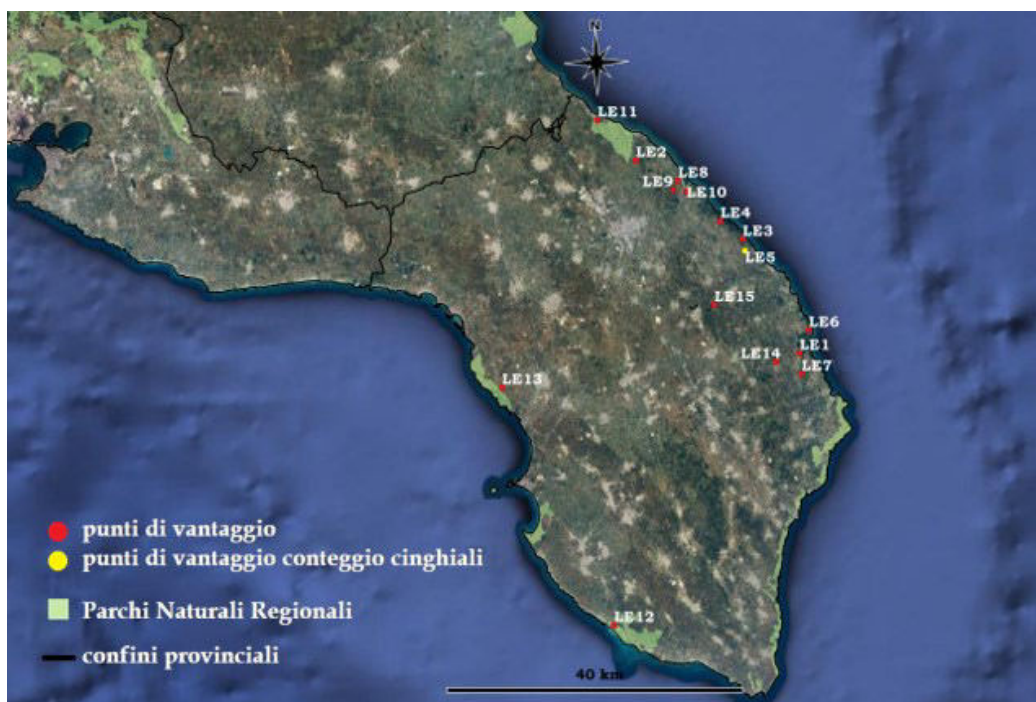 N
LE11
LE2
LE8
LE9
LE10
LE4
LE3
LE5
LE15
LE6
LE1
LE14
LE7
LE13
punti di vantaggio
punti di vantaggio conteggio cinghiali
Parchi Naturali Regionali
LE12
confini provinciali
40 km